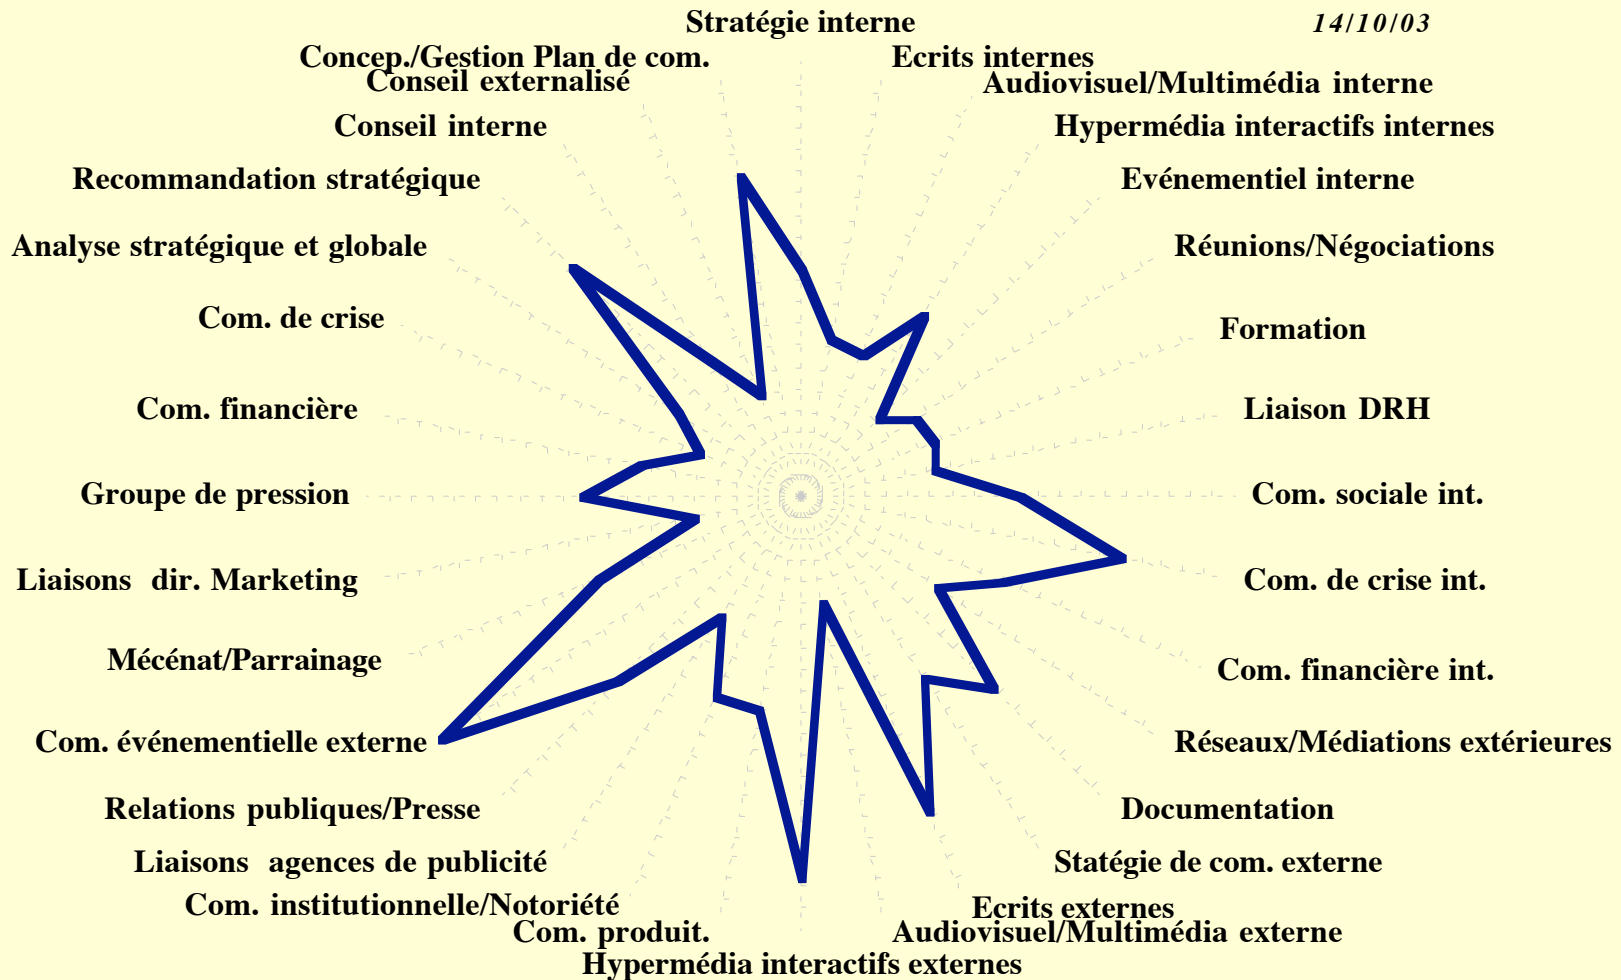 Stratégie interne
14/10/03
Concep./Gestion Plan de com.
Ecrits internes
Conseil externalisé
Audiovisuel/Multimédia interne
Conseil interne
Hypermédia interactifs internes
Recommandation stratégique
Evénementiel interne
Analyse stratégique et globale
Réunions/Négociations
Com. de crise
Formation
Com. financière
Liaison DRH
Groupe de pression
Com. sociale int.
Liaisons dir. Marketing
Com. de crise int.
Mécénat/Parrainage
Com. financière int.
Com. événementielle externe
Réseaux/Médiations extérieures
Relations publiques/Presse
Documentation
Liaisons agences de publicité
Statégie de com. externe
Com. institutionnelle/Notoriété
Ecrits externes
Com. produit.
Audiovisuel/Multimédia externe
Hypermédia interactifs externes